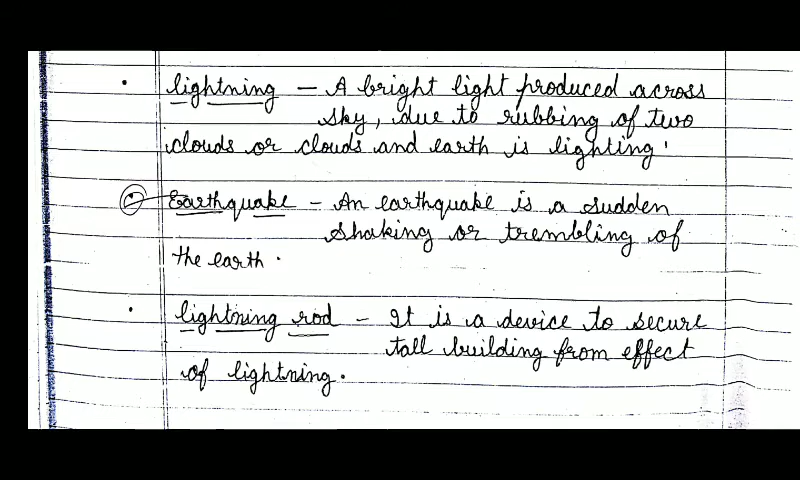 lightning – A bright light produced across
sky, due to rubbing of two
clouds or clouds and earth is lighting'
Earthquake – An earthquake is a sudden
shaking or trembling of
the earth.
lightning rod – It is a device to secure
tall building from effect
of lightning.